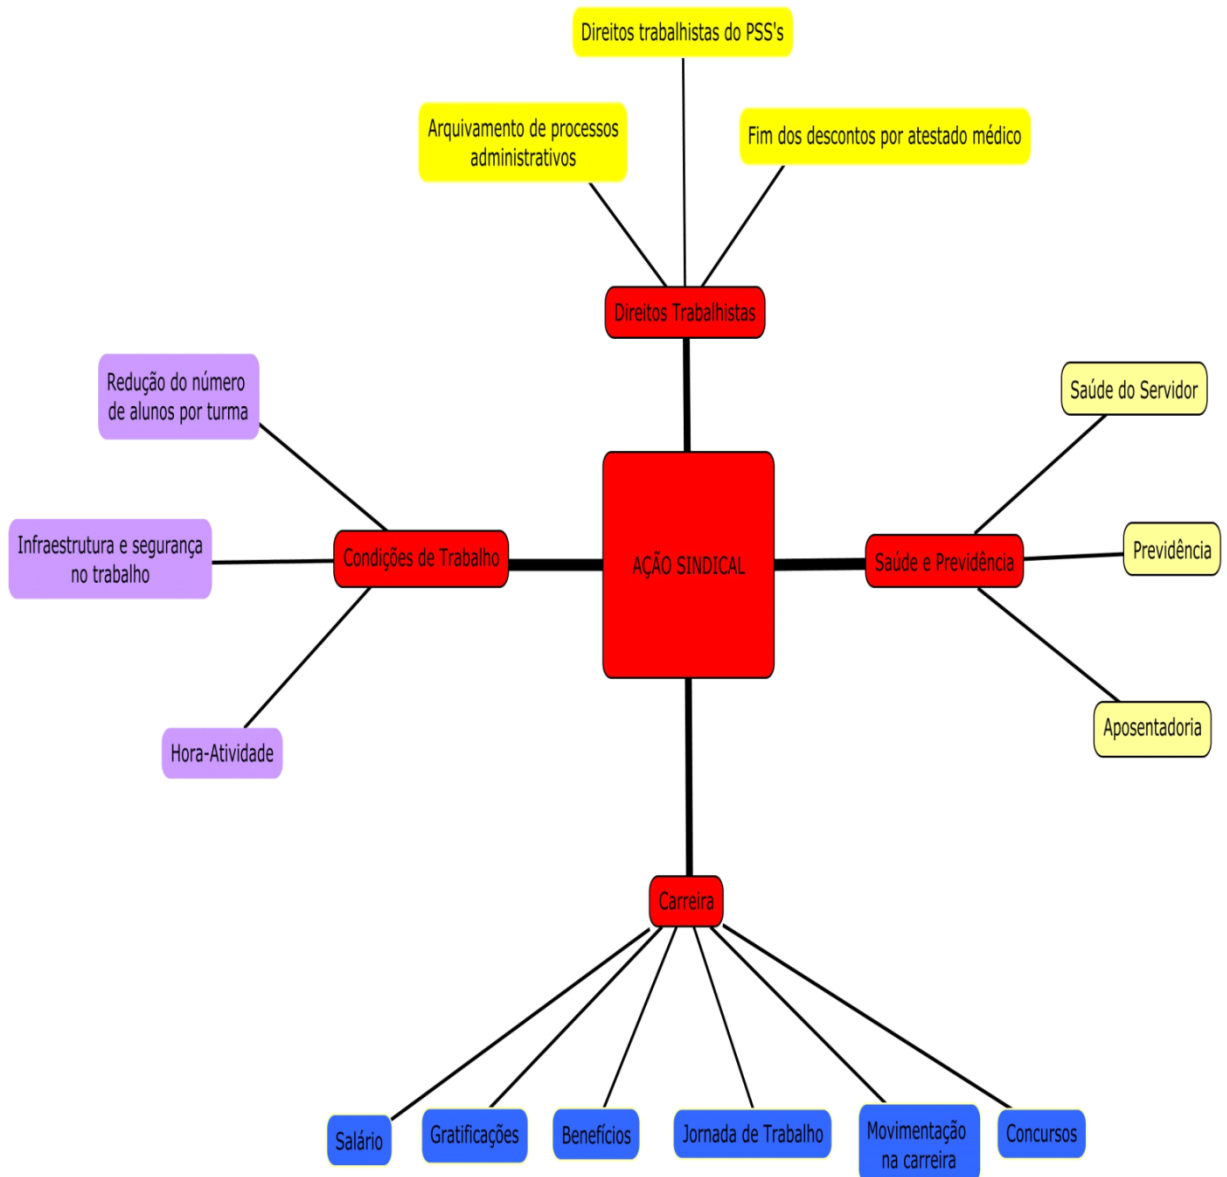 Direitos trabalhistas do PSS's
Arquivamento de processos
administrativos
Fim dos descontos por atestado médico
Direitos Trabalhistas
Redução do número
de alunos por turma
Saúde do Servidor
Infraestrutura e segurança
no trabalho
Condições de Trabalho
AÇÃO SINDICAL
Saúde e Previdência
Previdência
Hora-Atividade
Aposentadoria
Carreira
Salário
Gratificações
Benefícios
Jornada de Trabalho
Movimentação
na carreira
Concursos